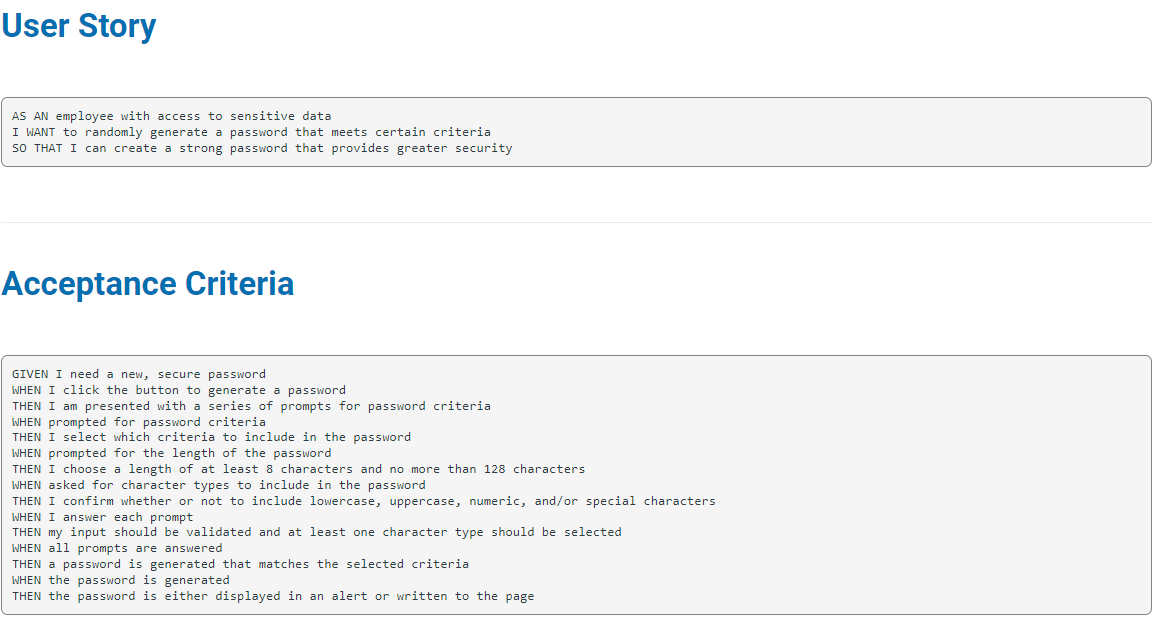 User Story
AS AN employee with access to sensitive data
I WANT to randomly generate a password that meets certain criteria
SO THAT I can create a strong password that provides greater security
Acceptance Criteria
GIVEN I need a new, secure password
WHEN I click the button to generate a password
THEN I am presented with a series of prompts for password criteria
WHEN prompted for password criteria
THEN I select which criteria to include in the password
WHEN prompted for the length of the password
THEN I choose a length of at least 8 characters and no more than 128 characters
WHEN asked for character types to include in the password
THEN I confirm whether or not to include lowercase, uppercase, numeric, and/or special characters
WHEN I answer each prompt
THEN my input should be validated and at least one character type should be selected
WHEN all prompts are answered
THEN a password is generated that matches the selected criteria
WHEN the password is generated
THEN the password is either displayed in an alert or written to the page